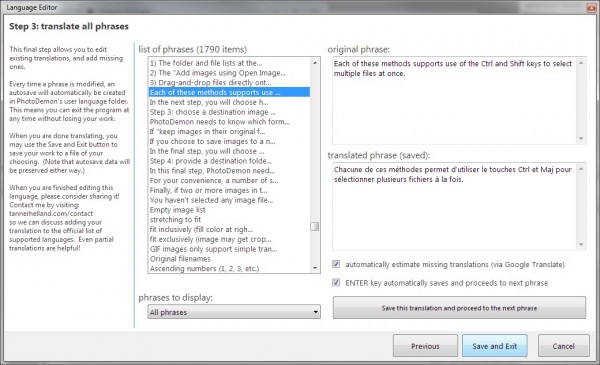 Language Editor
Step 3: translate all phrases
This final step allows you to edit
existing translations, and add missing
ones.
Every time a phrase is modified, an
autosave will automatically be created in
PhotoDemon's user language folder.
This means you can exit the program at
any time without losing your work.
When you are done translating, you
may use the Save and Exit button to
save your work to a file of your
choosing. (Note that autosave data will
be preserved either way.)
When you are finished editing this
language, please consider sharing it!
Contact me by visiting:
tannerhelland.com/contact
so we can discuss adding your
translation to the official list of
supported languages. Even partial
translations are helpful!
list of phrases (1790 items)
1) The folder and file lists at the...
2) The "Add images using Open Image...
3) Drag-and-drop files directly ont...
Each of these methods supports use ...
In the next step, you will choose h...
Step 3: choose a destination image ...
PhotoDemon needs to know which form...
If "keep images in their original f...
If you choose to save images to a n...
In the final step, you will choose ...
Step 4: provide a destination folde...
In this final step, PhotoDemon need...
For your convenience, a number of s...
Finally, if two or more images in t...
You haven't selected any image file...
Empty image list
stretching to fit
fit inclusively (fill color at righ...
fit exclusively (image may get crop...
GIF images only support simple tran...
Original filenames
Ascending numbers (1, 2, 3, etc.)
phrases to display:
All phrases
original phrase:
Each of these methods supports use of the Ctrl and Shift keys to select
multiple files at once.
translated phrase (saved):
Chacune de ces méthodes permet d'utiliser le touches Ctrl et Maj pour
sélectionner plusieurs fichiers à la fois.
automatically estimate missing translations (via Google Translate)
ENTER key automatically saves and proceeds to next phrase
Save this translation and proceed to the next phrase
Previous
Save and Exit
Cancel